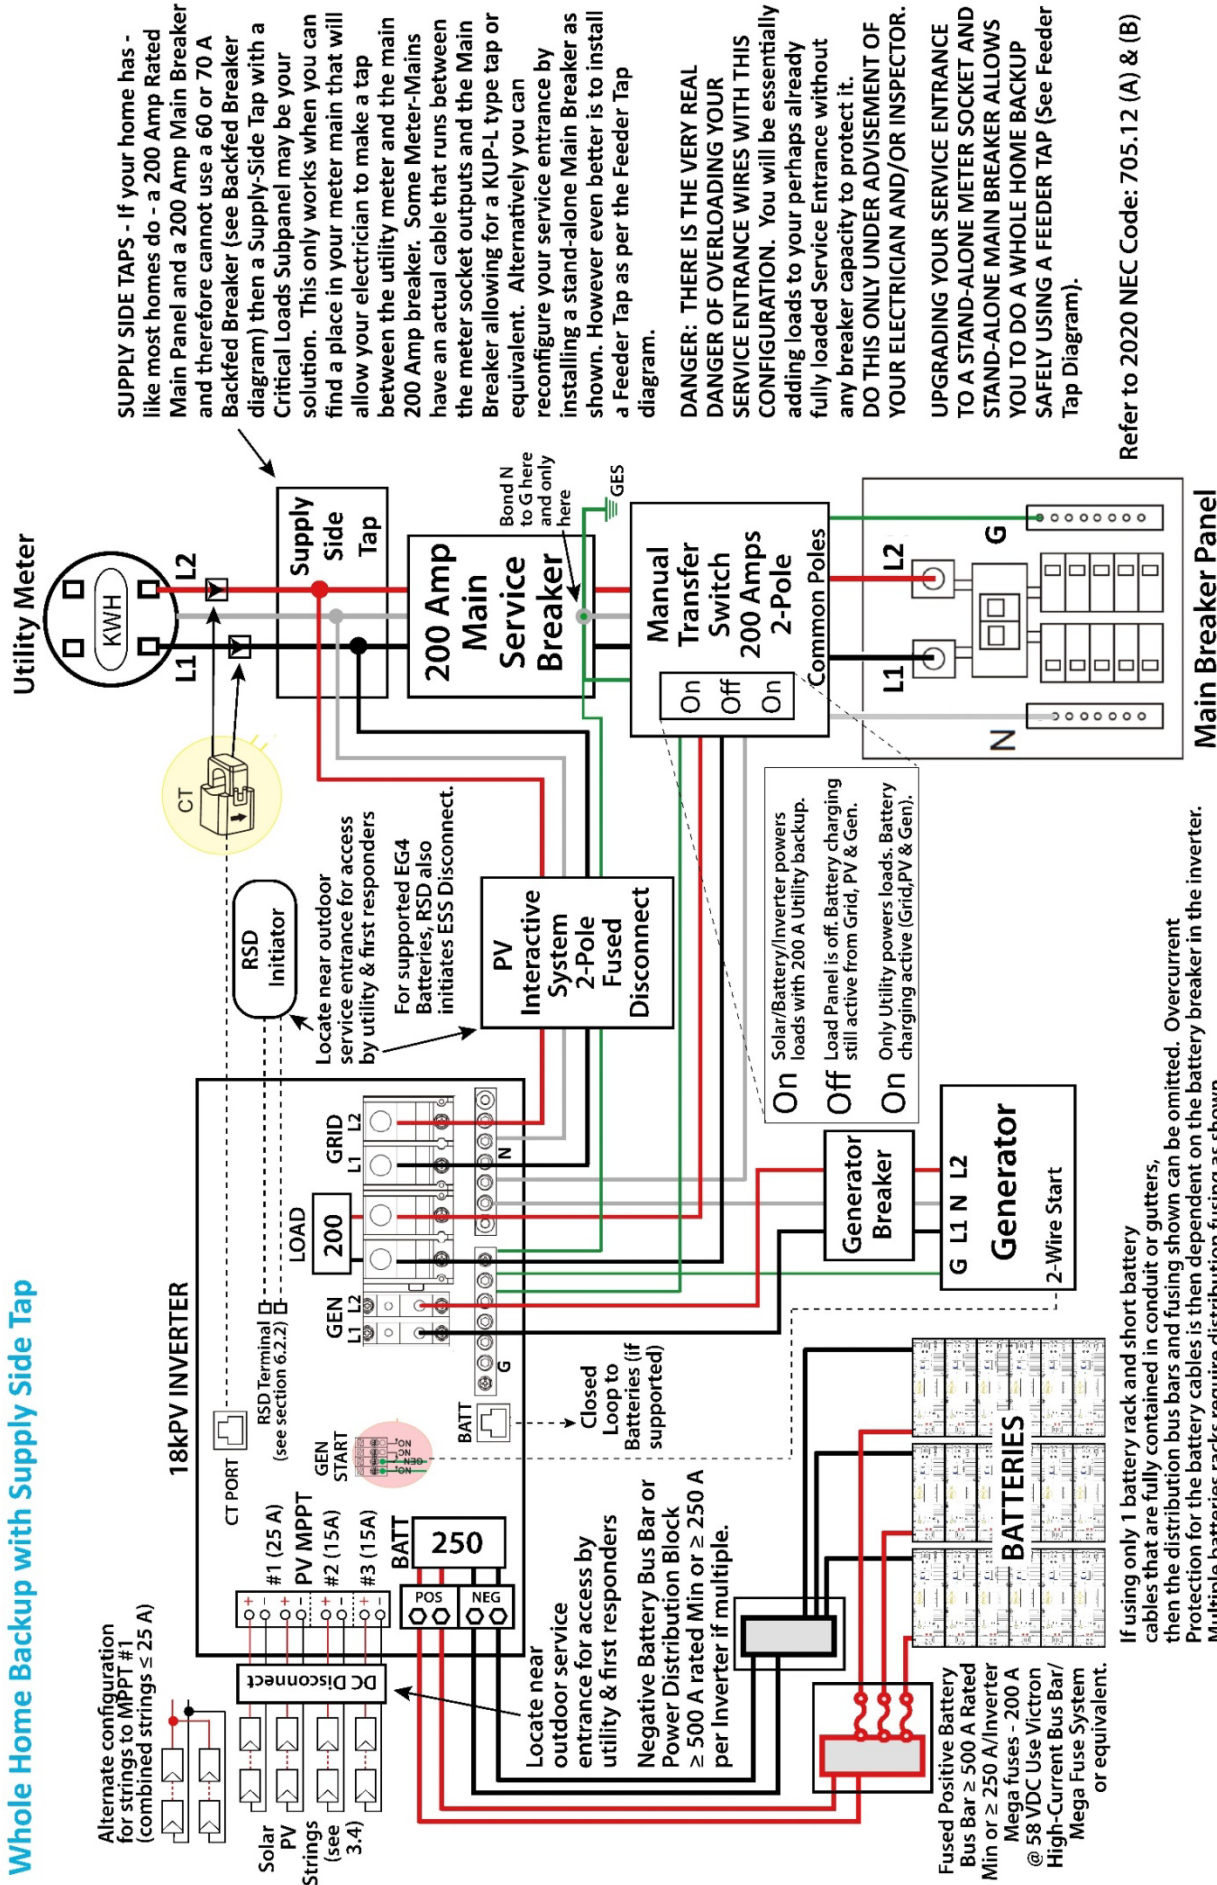 Whole Home Backup with Supply Side Tap
Alternate configuration
for strings to MPPT #1
(combined strings ≤ 25 A)
Solar
PV
Strings
(see
3.4)
DC Disconnect
18kPV INVERTER
CT PORT
RSD Terminal
(see section 6.2.2)
#1 (25 A)
PV MPPT
#2 (15A)
#3 (15A)
+
-
+
-
+
-
+
-
GEN
START
NO
NC
GEN
NO
BATT
250
POS
NEG
BATT
GEN
L1
L2
LOAD
200
GRID
L1
L2
G
N
Closed
Loop to
Batteries (if
supported)
Locate near
outdoor service
entrance for access by
utility & first responders
Negative Battery Bus Bar or
Power Distribution Block
≥ 500 A rated Min or ≥ 250 A
per Inverter if multiple.
Fused Positive Battery
Bus Bar ≥ 500 A Rated
Min or ≥ 250 A/Inverter
Mega fuses - 200 A
@ 58 VDC Use Victron
High-Current Bus Bar/
Mega Fuse System
or equivalent.
BATTERIES
If using only 1 battery rack and short battery
cables that are fully contained in conduit or gutters,
then the distribution bus bars and fusing shown can be omitted. Overcurrent
Protection for the battery cables is then dependent on the battery breaker in the inverter.
Multiple batteries racks require distribution fusing as shown
RSD
Initiator
Locate near outdoor
service entrance for access
by utility & first responders
For supported EG4
Batteries, RSD also
initiates ESS Disconnect.
PV
Interactive
System
2-Pole
Fused
Disconnect
On
Solar/Battery/Inverter powers
loads with 200 A Utility backup.
Off
Load Panel is off. Battery charging
still active from Grid, PV & Gen.
On
Only Utility powers loads. Battery
charging active (Grid,PV & Gen).
Generator
Breaker
G L1 N L2
Generator
2-Wire Start
Utility Meter
KWH
L1
L2
CT
Supply
Side
Tap
200 Amp
Main
Service
Breaker
Bond N
to G here
and only
here
GES
Manual
Transfer
Switch
200 Amps
2-Pole
On
Off
On
Common Poles
L1
L2
N
G
Main Breaker Panel
SUPPLY SIDE TAPS - If your home has -
like most homes do - a 200 Amp Rated
Main Panel and a 200 Amp Main Breaker
and therefore cannot use a 60 or 70 A
Backfed Breaker (see Backfed Breaker
diagram) then a Supply-Side Tap with a
Critical Loads Subpanel may be your
solution. This only works when you can
find a place in your meter main that will
allow your electrician to make a tap
between the utility meter and the main
200 Amp breaker. Some Meter-Mains
have an actual cable that runs between
the meter socket outputs and the Main
Breaker allowing for a KUP-L type tap or
equivalent. Alternatively you can
reconfigure your service entrance by
installing a stand-alone Main Breaker as
shown. However even better is to install
a Feeder Tap as per the Feeder Tap
diagram.
DANGER: THERE IS THE VERY REAL
DANGER OF OVERLOADING YOUR
SERVICE ENTRANCE WIRES WITH THIS
CONFIGURATION. You will be essentially
adding loads to your perhaps already
fully loaded Service Entrance without
any breaker capacity to protect it.
DO THIS ONLY UNDER ADVISEMENT OF
YOUR ELECTRICIAN AND/OR INSPECTOR.
UPGRADING YOUR SERVICE ENTRANCE
TO A STAND-ALONE METER SOCKET AND
STAND-ALONE MAIN BREAKER ALLOWS
YOU TO DO A WHOLE HOME BACKUP
SAFELY USING A FEEDER TAP (See Feeder
Tap Diagram).
Refer to 2020 NEC Code: 705.12 (A) & (B)